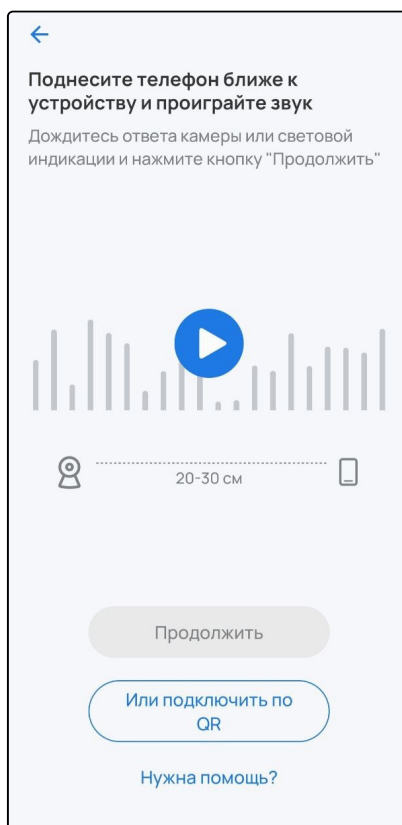 Поднесите телефон ближе к
устройству и проиграйте звук
Дождитесь ответа камеры или световой
индикации и нажмите кнопку "Продолжить"
20-30 см
Продолжить
Или подключить по
QR
Нужна помощь?